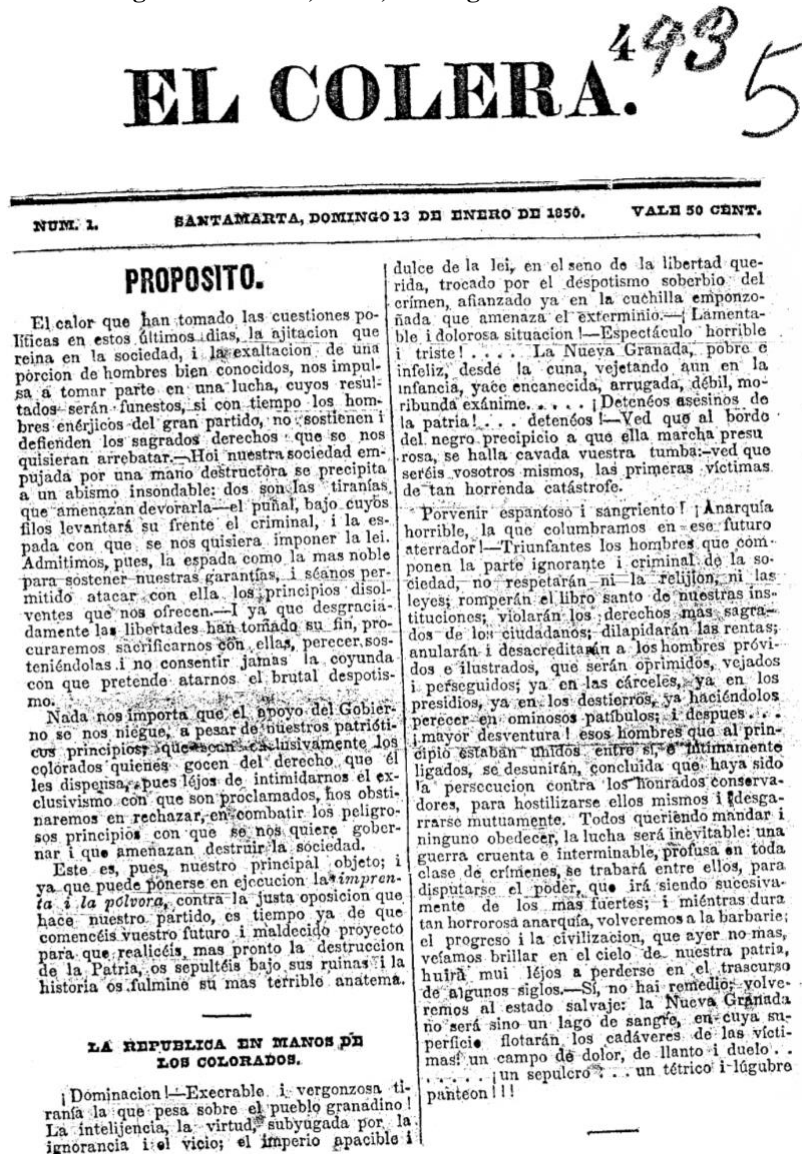 4 93 5
EL COLERA.
NUM. 1. SANTAMARTA, DOMINGO 13 DE ENERO DE 1850. VALE 50 CENT.
PROPOSITO.
El calor que han tomado las cuestiones po-
líticas en estos últimos dias, la ajitacion que
reina en la sociedad, i la exaltacion de una
porcion de hombres bien conocidos, nos impul-
sa a tomar parte en una lucha, cuyos resul-
tados serán funestos, si con tiempo los hom-
bres enérjicos del gran partido, no sostienen i
defienden los sagrados derechos que se nos
quisieran arrebatar.—Hoi nuestra sociedad em-
pujada por una mano destructóra se precipita
a un abismo insondable: dos son las tiranías
que amenazan devorarla—el puñal, bajo cuyos
filos levantará su frente el criminal, i la es-
pada con que se nos quisiera imponer la lei.
Admitimos, pues, la espada como la mas noble
para sostener nuestras garantías, i séanos per-
mitido atacar con ella los principios disol-
ventes que nos ofrecen.—I ya que desgracia-
damente las libertades han tomado su fin, pro-
curaremos sacrificarnos con ellas, perecer sos-
teniéndolas i no consentir jamas la coyunda
con que pretende atarnos el brutal despotis-
mo.
Nada nos importa que el apoyo del Gobier-
no se nos niegue, a pesar de nuestros patrióti-
cos principios; que sean esclusivamente los
colorados quienes gocen del derecho que él
les dispensa, pues léjos de intimidarnos el ex-
clusivismo con que son proclamados, nos obsti-
naremos en rechazar, en combatir los peligro-
sos principios con que se nos quiere gober-
nar i que amenazan destruir la sociedad.
Este es, pues, nuestro principal objeto; i
ya que puede ponerse en ejecucion la impren-
ta i la pólvora, contra la justa oposicion que
hace nuestro partido, es tiempo ya de que
comencéis vuestro futuro i maldecido proyecto
para que realicéis, mas pronto la destruccion
de la Patria, os sepultéis bajo sus ruinas i la
historia os fulmine su mas terrible anatema.
LA REPUBLICA EN MANOS DE
LOS COLORADOS.
¡Dominacion!—Execrable i vergonzosa ti-
ranía la que pesa sobre el pueblo granadino!
La intelijencia, la virtud, subyugada por la
ignorancia i el vicio; el imperio apacible i
dulce de la lei, en el seno de la libertad que-
rida, trocado por el despotismo soberbio del
crímen, afianzado ya en la cuchilla emponzo-
ñada que amenaza el exterminio.—¡Lamenta-
ble i dolorosa situacion!—Espectáculo horrible
i triste!.... La Nueva Granada, pobre e
infeliz, desde la cuna, vejetando aun en la
infancia, yace encanecida, arrugada, débil, mo-
ribunda exánime..... ¡Detenéos asesinos de
la patria!... detenéos!—Ved que al bordo
del negro precipicio a que ella marcha presu
rosa, se halla cavada vuestra tumba:—ved que
seréis vosotros mismos, las primeras víctimas
de tan horrenda catástrofe.
Porvenir espantoso i sangriento! ¡Anarquía
horrible, la que columbramos en ese futuro
aterrador!—Triunfantes los hombres que com-
ponen la parte ignorante i criminal de la so-
ciedad, no respetarán ni la relijion, ni las
leyes; romperán el libro santo de nuestras ins-
tituciones; violarán los derechos mas sagra-
dos de los ciudadanos; dilapidarán las rentas;
anularán i desacreditarán a los hombres próvi-
dos e ilustrados, que serán oprimidos, vejados
i perseguidos; ya en las cárceles, ya en los
presidios, ya en los destierros, ya haciéndolos
perecer en ominosos patíbulos; i despues...
¡mayor desventura! esos hombres que al prin-
cipio estaban unidos entre sí, e íntimamente
ligados, se desunirán, concluida que haya sido
la persecucion contra los honrados conserva-
dores, para hostilizarse ellos mismos i desga-
rrarse mutuamente. Todos queriendo mandar i
ninguno obedecer, la lucha será inevitable: una
guerra cruenta e interminable, profusa en toda
clase de crímenes, se trabará entre ellos, para
disputarse el poder, que irá siendo sucesiva-
mente de los mas fuertes; i miéntras dura
tan horrorosa anarquía, volveremos a la barbarie;
el progreso i la civilizacion, que ayer no mas,
veíamos brillar en el cielo de nuestra patria,
huirá mui léjos a perderse en el trascurso
de algunos siglos.—Sí, no hai remedio; volve-
remos al estado salvaje: la Nueva Granada
no será sino un lago de sangre, en cuya su-
perficie flotarán los cadáveres de las vícti-
mas: un campo de dolor, de llanto i duelo..
..... ¡un sepulcro... un tétrico i lúgubre
panteon!!!